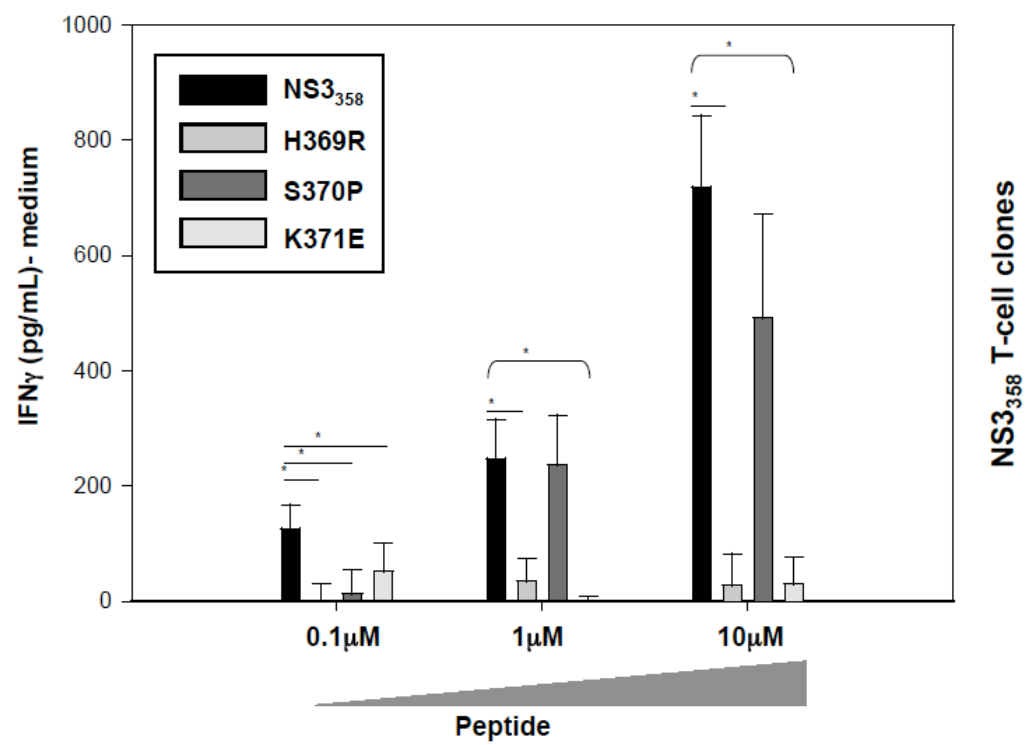 1000
800
600
400
200
0
IFNγ (pg/mL)- medium
NS3₃₅₈
H369R
S370P
K371E
*
*
*
*
*
*
*
0.1μM
1μM
10μM
Peptide
NS3₃₅₈ T-cell clones